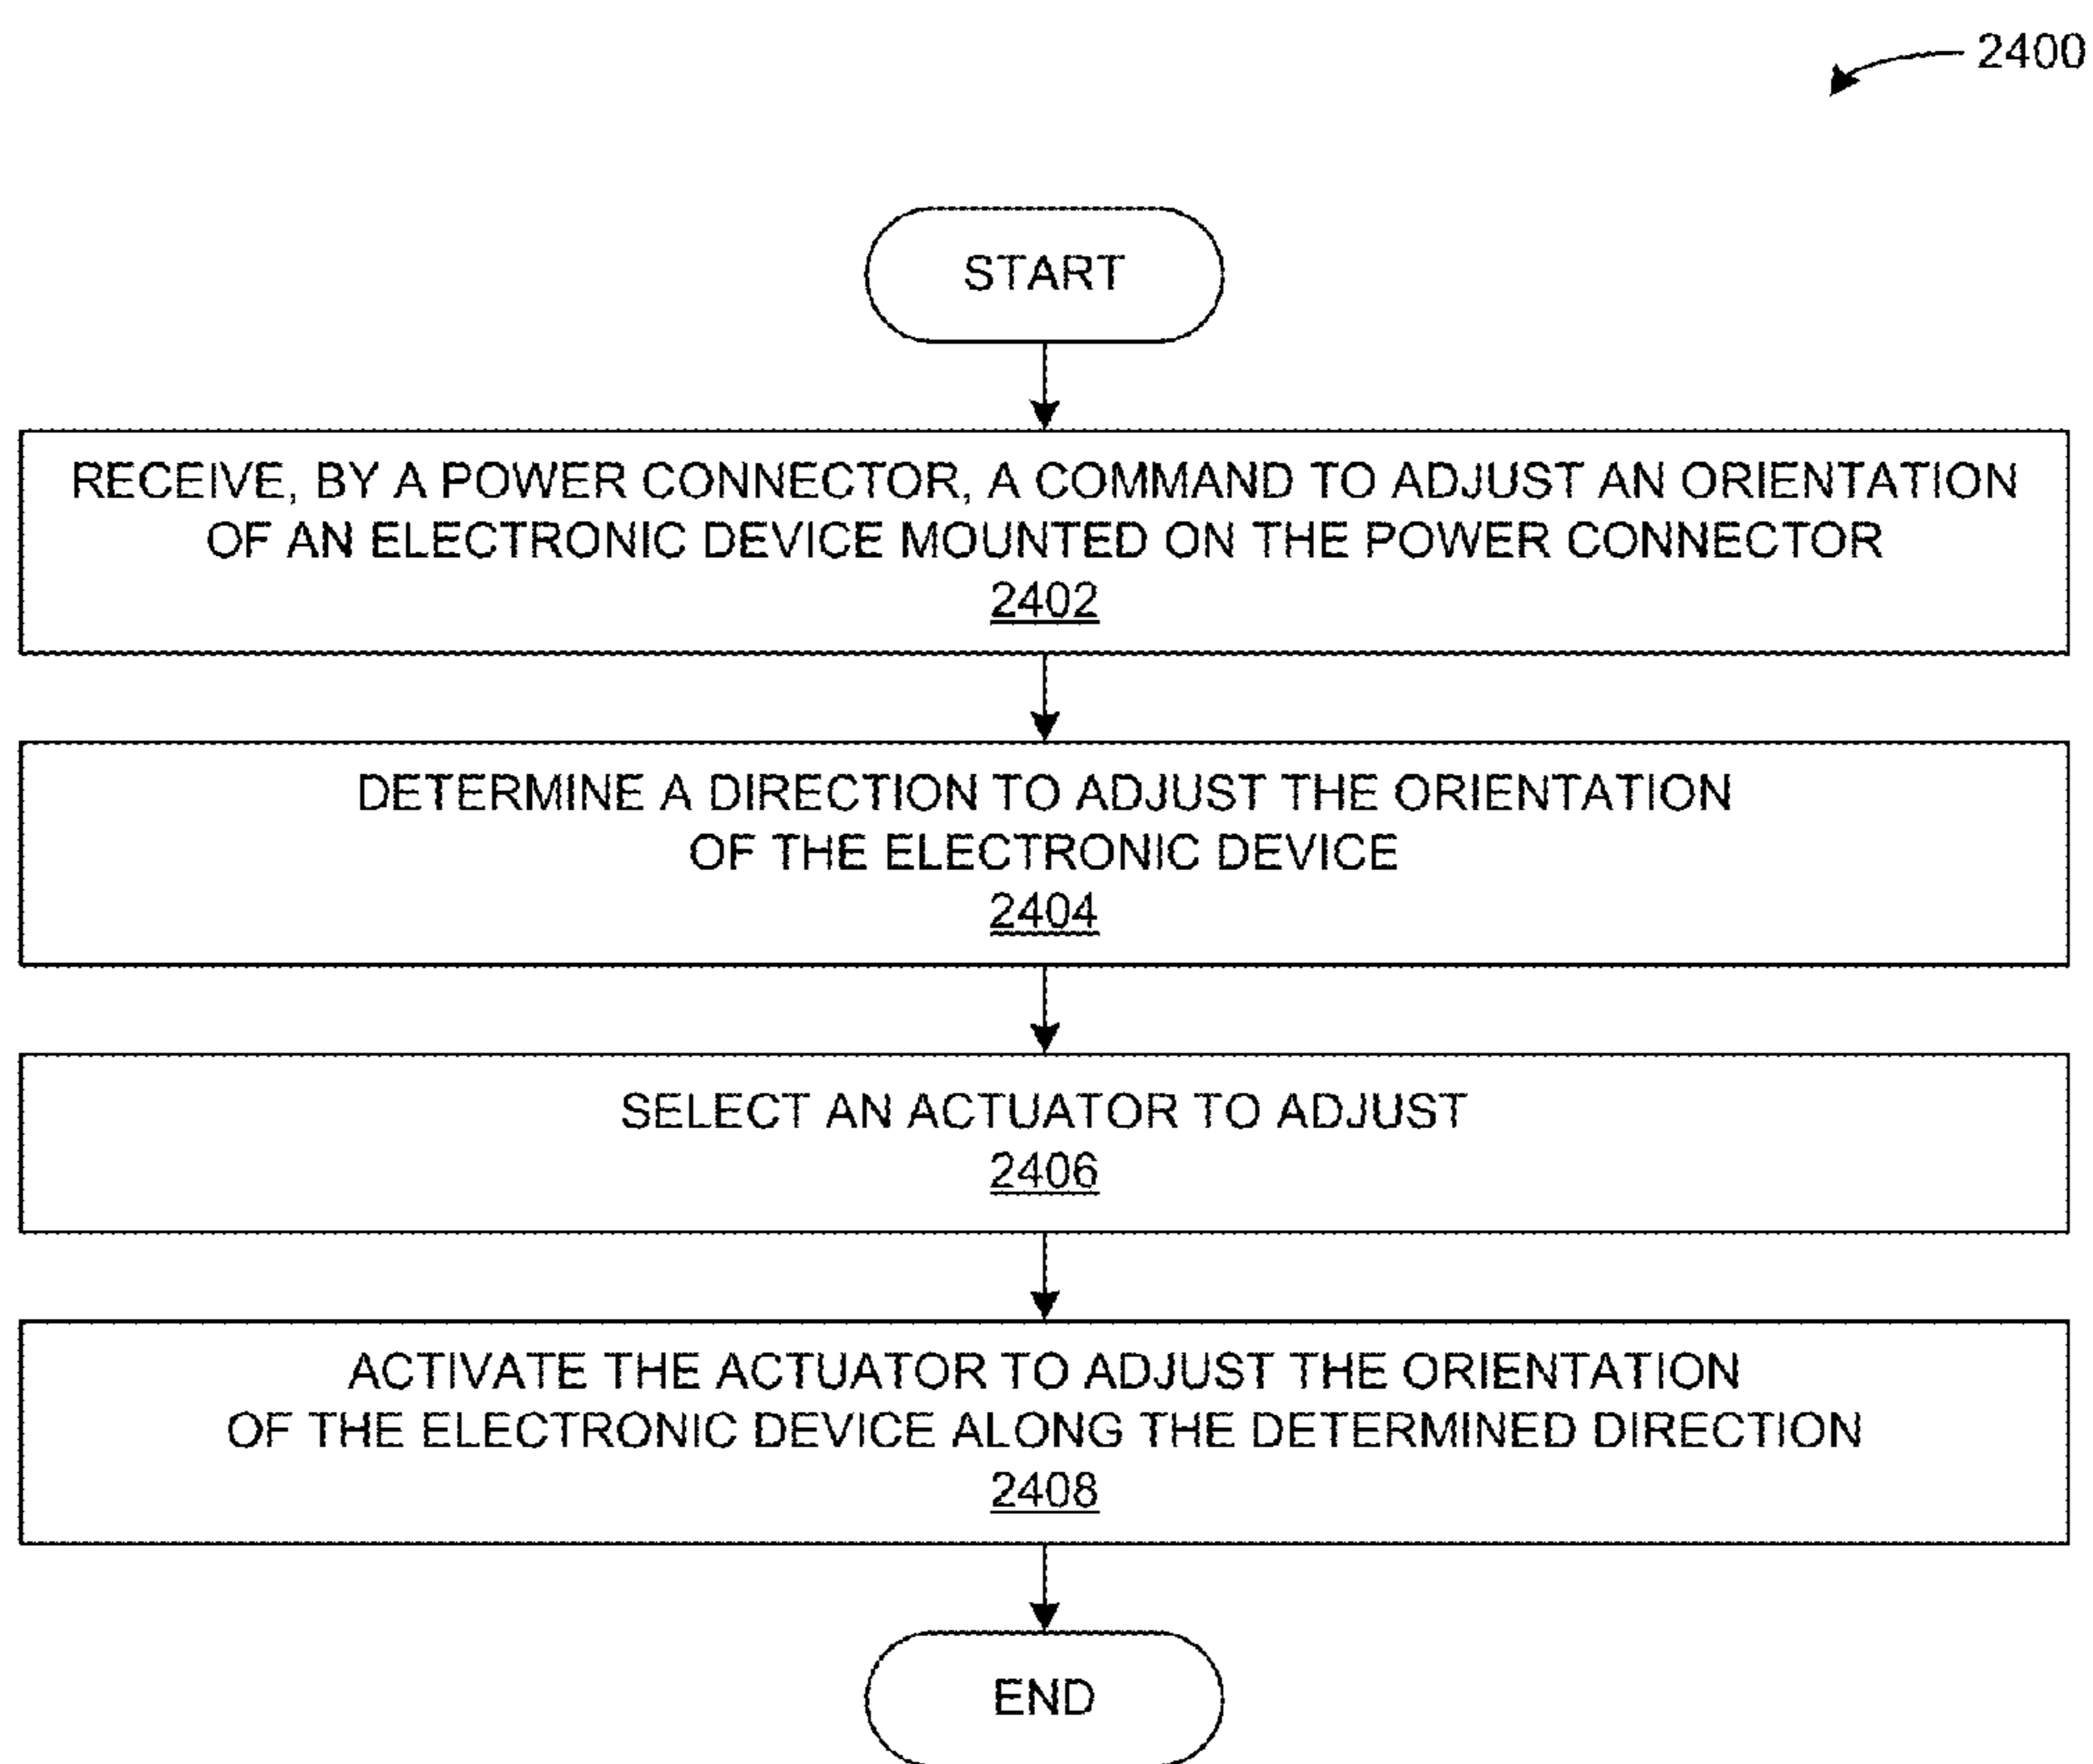 2400
START
RECEIVE, BY A POWER CONNECTOR, A COMMAND TO ADJUST AN ORIENTATION
OF AN ELECTRONIC DEVICE MOUNTED ON THE POWER CONNECTOR
2402
DETERMINE A DIRECTION TO ADJUST THE ORIENTATION
OF THE ELECTRONIC DEVICE
2404
SELECT AN ACTUATOR TO ADJUST
2406
ACTIVATE THE ACTUATOR TO ADJUST THE ORIENTATION
OF THE ELECTRONIC DEVICE ALONG THE DETERMINED DIRECTION
2408
END